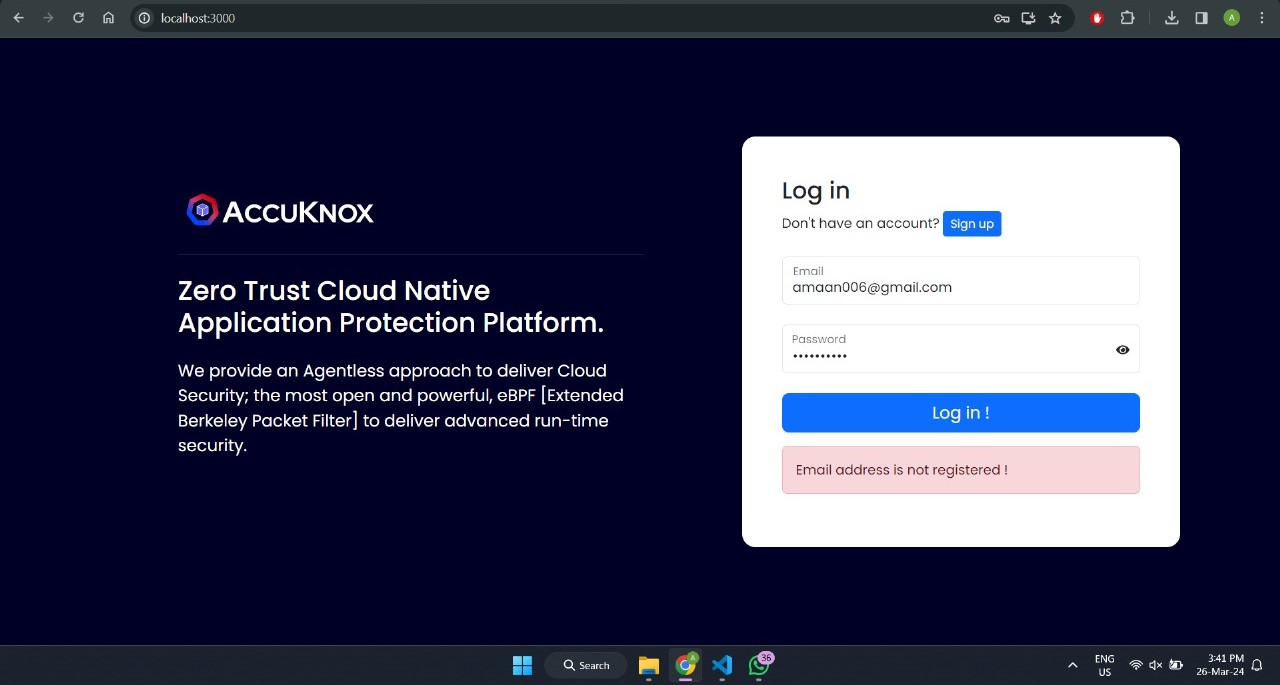 localhost:3000
A
ACCUKNOX
Zero Trust Cloud Native
Application Protection Platform.
We provide an Agentless approach to deliver Cloud
Security; the most open and powerful, eBPF [Extended
Berkeley Packet Filter] to deliver advanced run-time
security.
Log in
Don't have an account? Sign up
Email
amaan006@gmail.com
Password
••••••••••
Log in !
Email address is not registered !
Search
A
36
ENG
US
3:41 PM
26-Mar-24